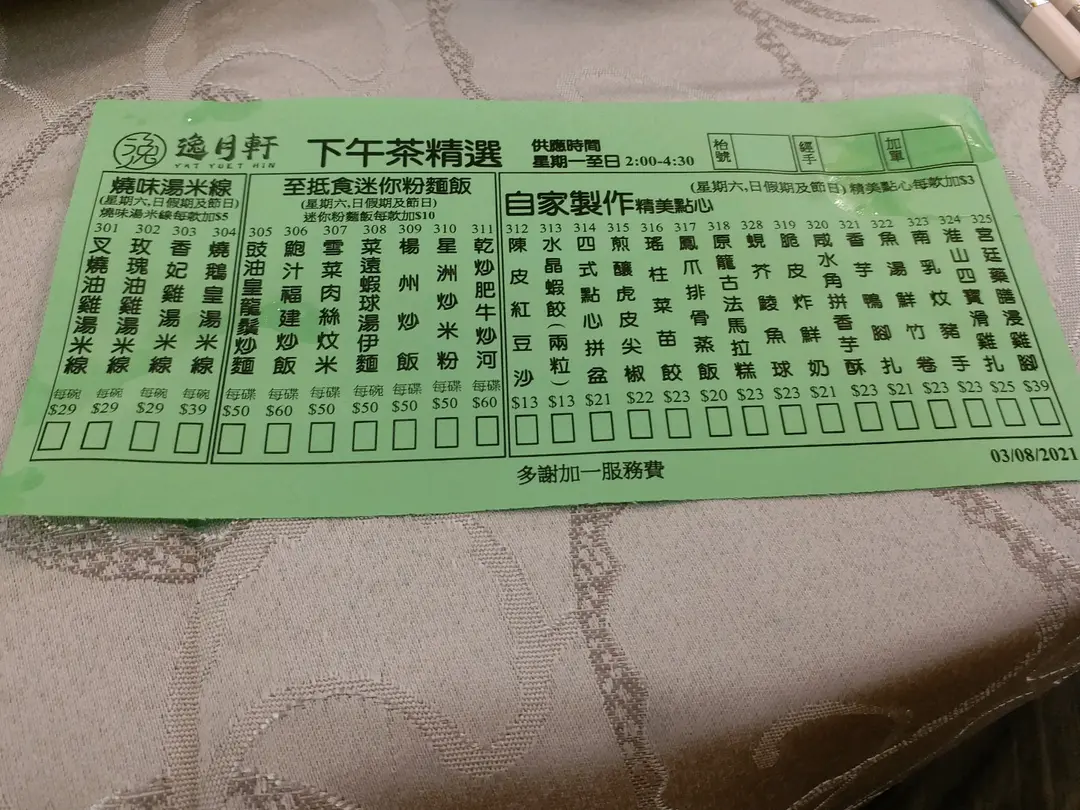 逸月軒
YAT YUET HIN
下午茶精選
供應時間
星期一至日 2:00-4:30
枱號
經手
加單
燒味湯米線
(星期六,日假期及節日)
燒味湯米線每敎加$5
301 叉燒油雞湯米線 每碗 $29
302 玫瑰油雞湯米線 每碗 $29
303 香妃雞湯米線 每碗 $29
304 燒鵝皇湯米線 每碗 $39
至抵食迷你粉麵飯
(星期六,日假期及節日)
迷你粉麵飯每敎加$10
305 豉油皇龍鬚炒麵 每碟 $50
306 鮑汁福建炒飯 每碟 $60
307 雪菜肉絲炆米 每碟 $50
308 菜遠蝦球湯伊麵 每碗 $50
309 楊州炒飯 每碟 $50
310 星洲炒米粉 每碟 $50
311 乾炒肥牛炒河 每碟 $60
自家製作精美點心
(星期六,日假期及節日) 精美點心每敎加$3
312 陳皮紅豆沙 $13
313 水晶蝦餃(兩粒) $13
314 四式點心拼盆 $21
315 煎釀虎皮尖椒 $22
316 瑤柱菜苗餃 $23
317 鳳爪排骨蒸飯 $20
318 原籠古法馬拉糕 $23
328 蜆芥鯪魚球 $23
319 脆皮炸鮮奶 $21
320 咸水角拼香芋酥 $23
321 香芋鴨腳扎 $21
322 魚湯鮮竹卷 $23
323 南乳炆豬手 $23
324 淮山四寶滑雞扎 $25
325 宮廷藥膳浸雞腳 $39
多謝加一服務費
03/08/2021